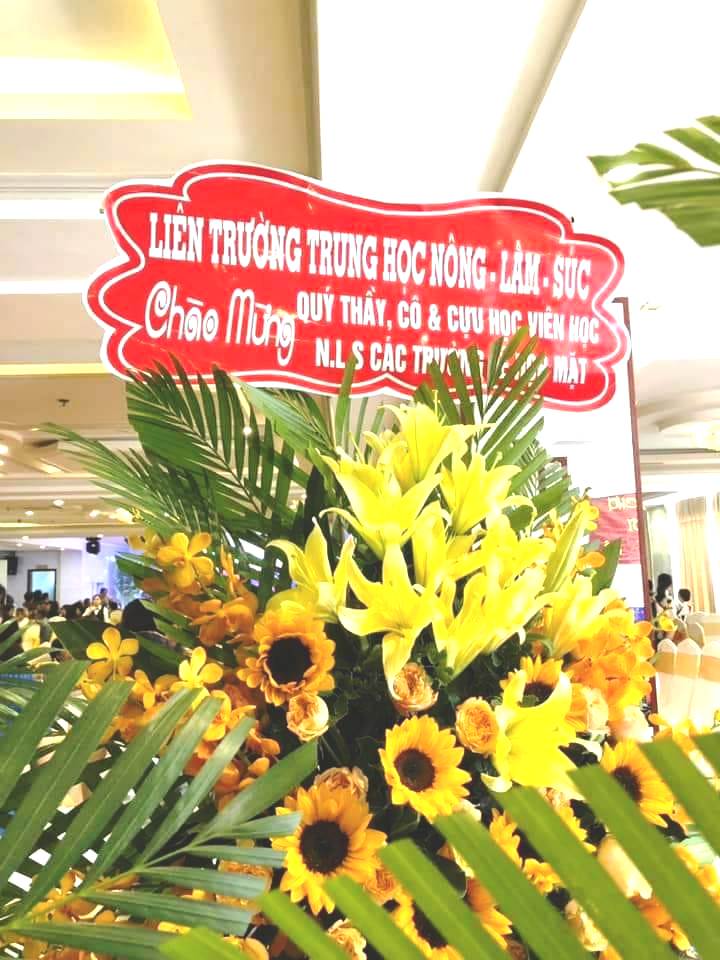 LIÊN TRƯỜNG TRUNG HỌC NÔNG - LÂM - SÚC
Chào Mừng
QUÝ THẦY, CÔ & CỰU HỌC VIÊN HỌC
N.L.S CÁC TRƯỜNG MẶT